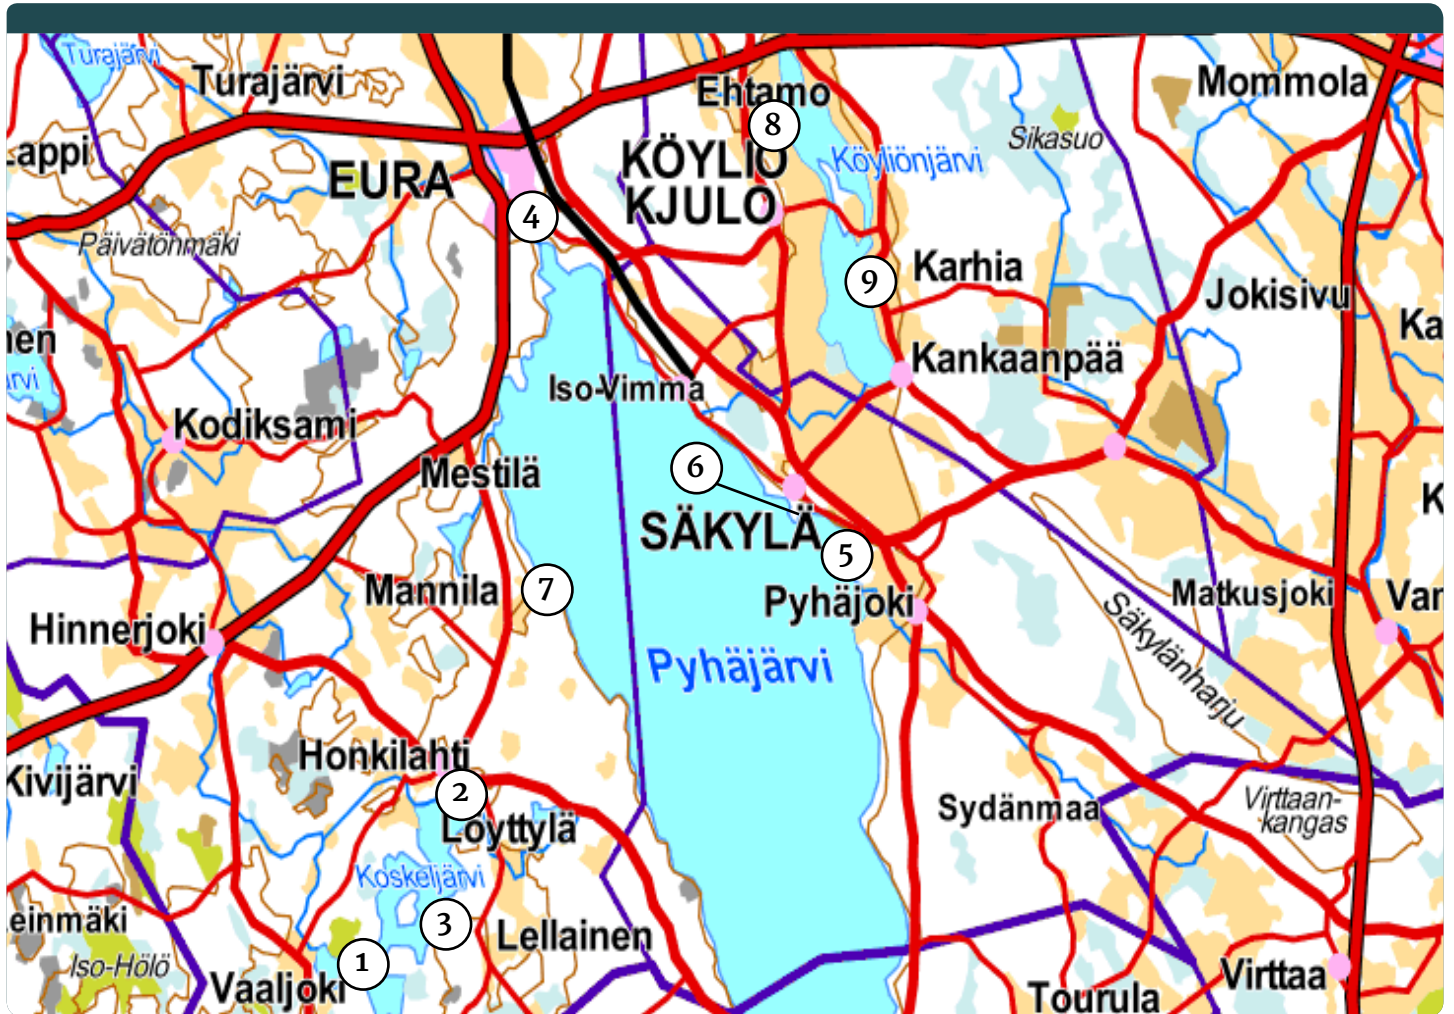 Turajärvi
Turajärvi
Ehtamo
Mommola
8
Sikasuo
Lappi
EURA
KÖYLIÖ
KJULO
Köyliönjärvi
4
Päivätönmäki
Karhia
9
Jokisivu
Ka
nen
järvi
Iso-Vimma
Kankaanpää
Kodiksami
Mestilä
6
K
SÄKYLÄ
5
Mannila
7
Pyhäjoki
Matkusjoki
Var
Hinnerjoki
Säkylänharju
Pyhäjärvi
Honkilahti
Kivijärvi
2
Löyttylä
Sydänmaa
Virttaan-
kangas
Koskeljärvi
einmäki
3
Lellainen
Iso-Hölö
1
Vaaljoki
Virttaa
Tourula